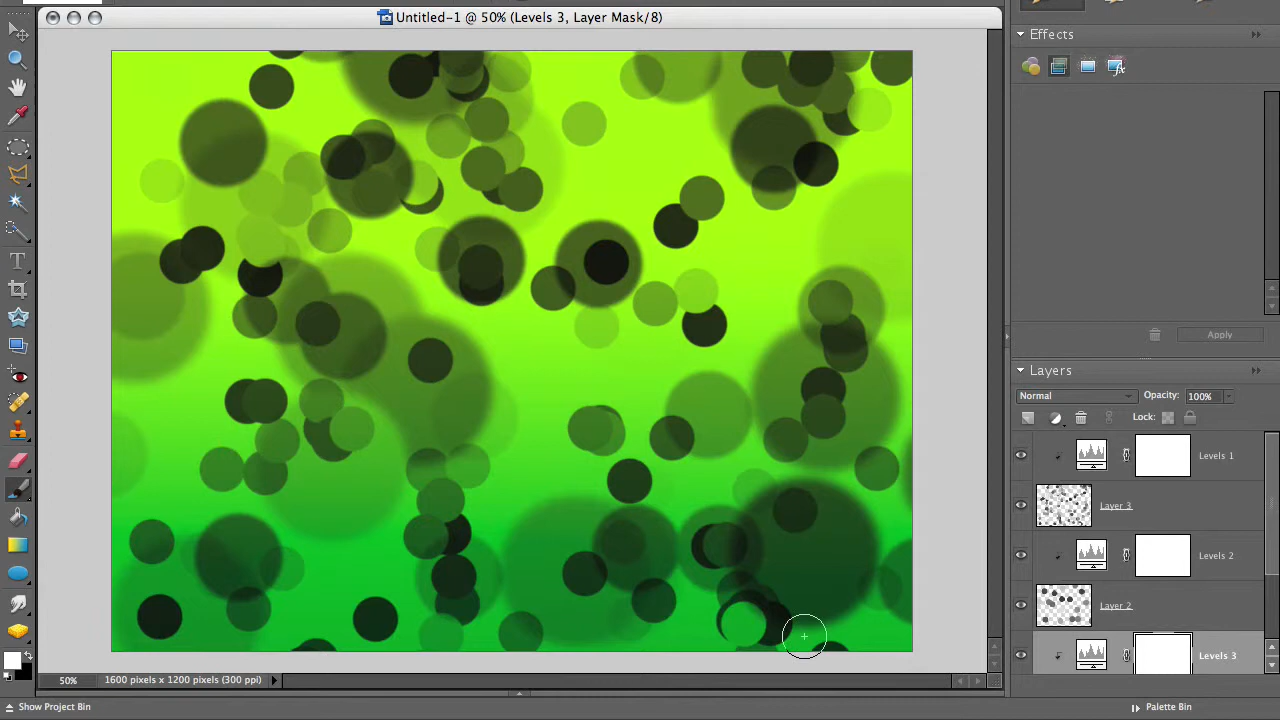 Untitled-1 @ 50% (Levels 3, Layer Mask/8)
Effects
Apply
Layers
Normal Opacity: 100%
Lock:
Levels 1
Layer 3
Levels 2
Layer 2
Levels 3
50% 1600 pixels x 1200 pixels (300 ppi)
Show Project Bin
Palette Bin